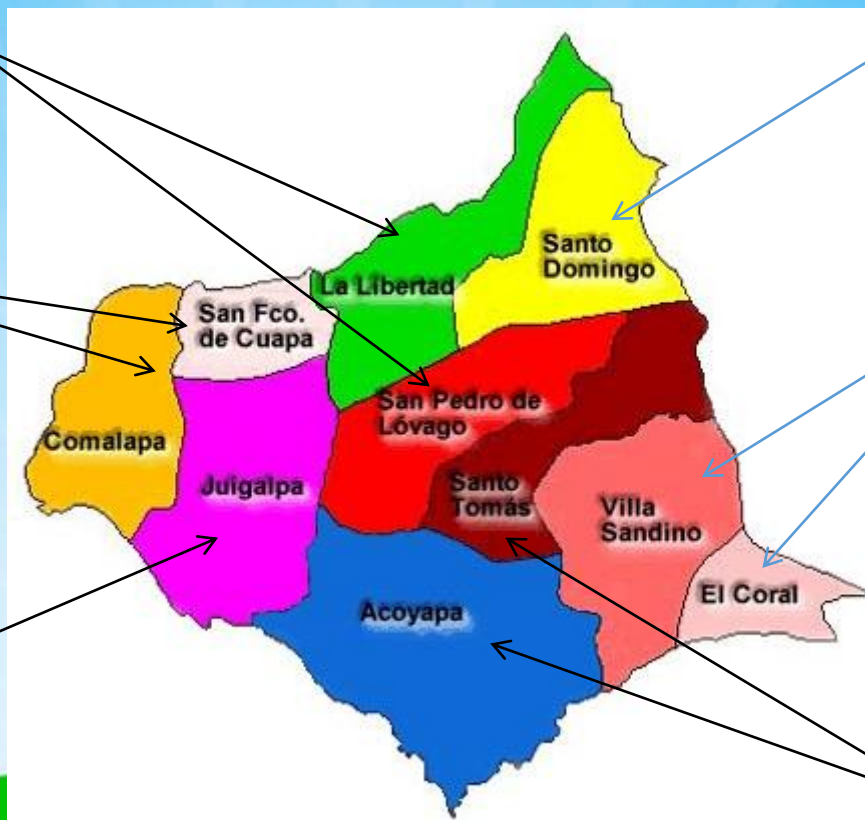 Santo
Domingo
La Libertad
San Fco.
de Cuapa
San Pedro de
Lóvago
Comalapa
Juigalpa
Santo
Tomás
Villa
Sandino
El Coral
Acoyapa